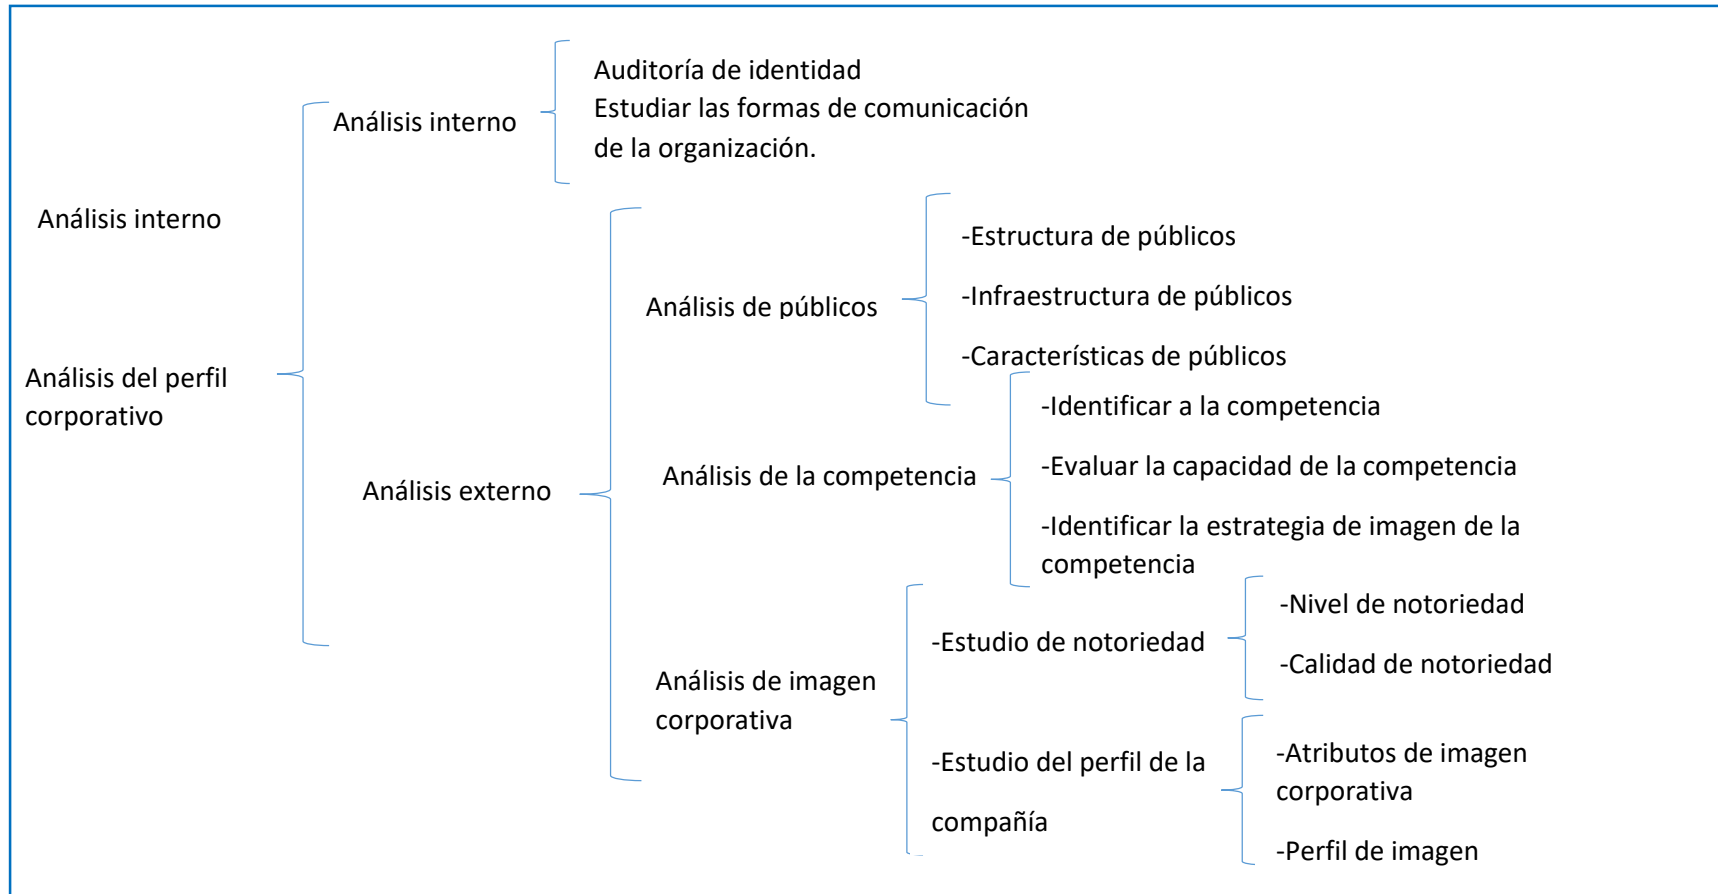 Análisis interno
Análisis del perfil
corporativo
Análisis interno
Auditoría de identidad
Estudiar las formas de comunicación
de la organización.
Análisis externo
Análisis de públicos
-Estructura de públicos
-Infraestructura de públicos
-Características de públicos
Análisis de la competencia
-Identificar a la competencia
-Evaluar la capacidad de la competencia
-Identificar la estrategia de imagen de la
competencia
Análisis de imagen
corporativa
-Estudio de notoriedad
-Nivel de notoriedad
-Calidad de notoriedad
-Estudio del perfil de la
compañía
-Atributos de imagen
corporativa
-Perfil de imagen